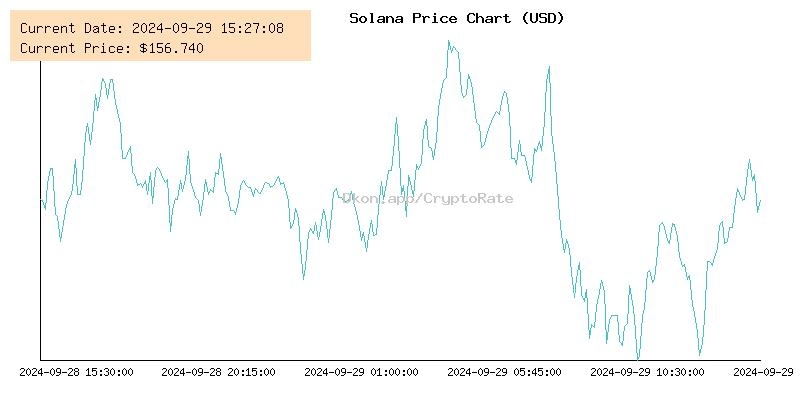 Solana Price Chart (USD)
Current Date: 2024-09-29 15:27:08
Current Price: $156.740
Vkon.app/CryptoRate
2024-09-28 15:30:00 2024-09-28 20:15:00 2024-09-29 01:00:00 2024-09-29 05:45:00 2024-09-29 10:30:00 2024-09-29